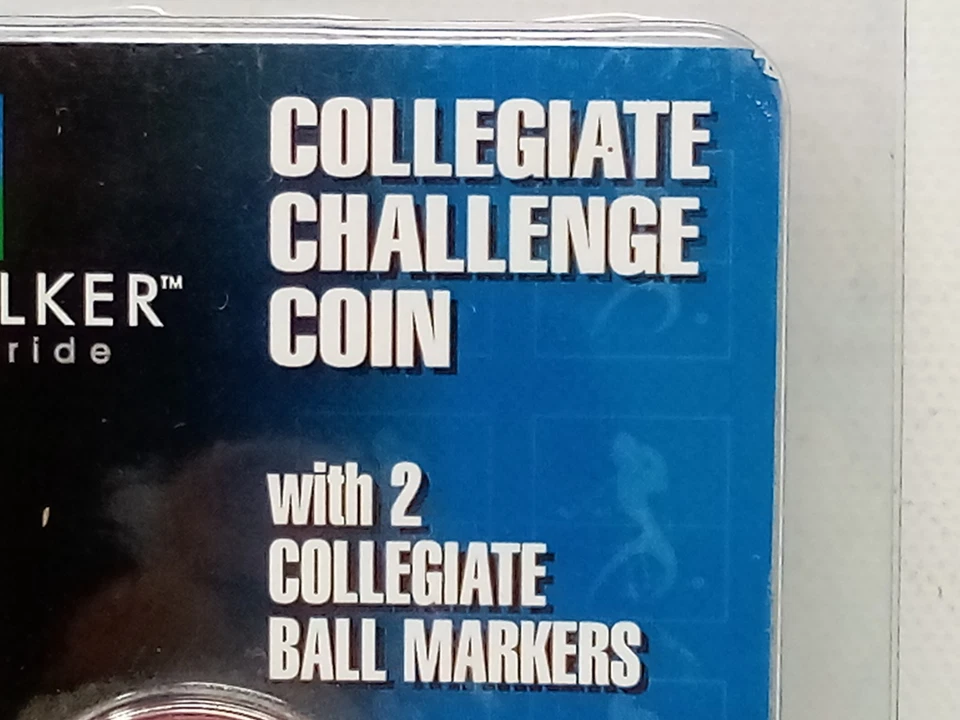 COLLEGIATE
CHALLENGE
COIN
LKER™
ride
with 2
COLLEGIATE
BALL MARKERS